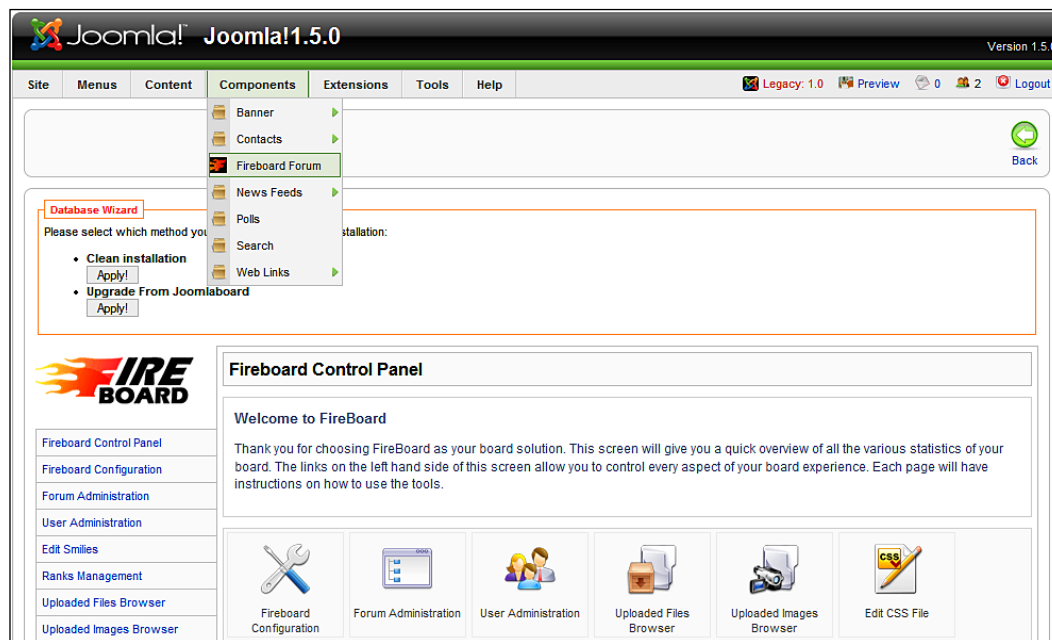 Joomla! Joomla!1.5.0
Version 1.5.0
Site Menus Content Components Extensions Tools Help Legacy: 1.0 Preview 0 2 Logout
Banner
Contacts
Back
Fireboard Forum
News Feeds
Polls
Search
Web Links
Database Wizard
Please select which method you stallation:
Clean installation
Apply!
Upgrade From Joomlaboard
Apply!
FIRE
BOARD
Fireboard Control Panel
Fireboard Configuration
Forum Administration
User Administration
Edit Smilies
Ranks Management
Uploaded Files Browser
Uploaded Images Browser
Fireboard Control Panel
Welcome to FireBoard
Thank you for choosing FireBoard as your board solution. This screen will give you a quick overview of all the various statistics of your
board. The links on the left hand side of this screen allow you to control every aspect of your board experience. Each page will have
instructions on how to use the tools.
Fireboard
Configuration
Forum Administration
User Administration
Uploaded Files
Browser
Uploaded Images
Browser
CSS
Edit CSS File